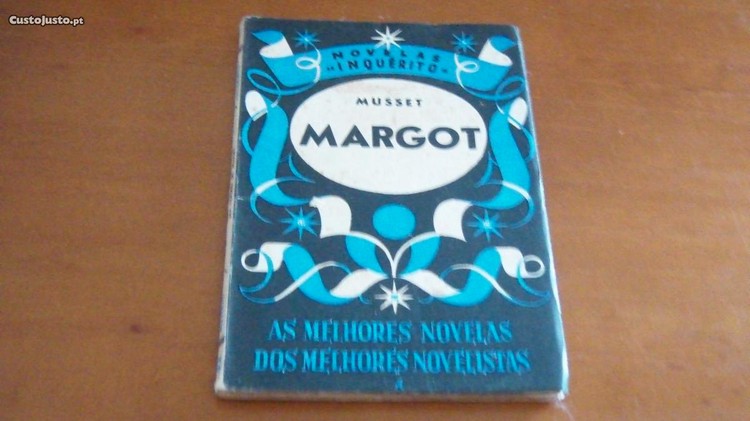 CustoJusto.pt
NOVELAS
"INQUÉRITO"
MUSSET
MARGOT
AS MELHORES NOVELAS
DOS MELHORES NOVELISTAS